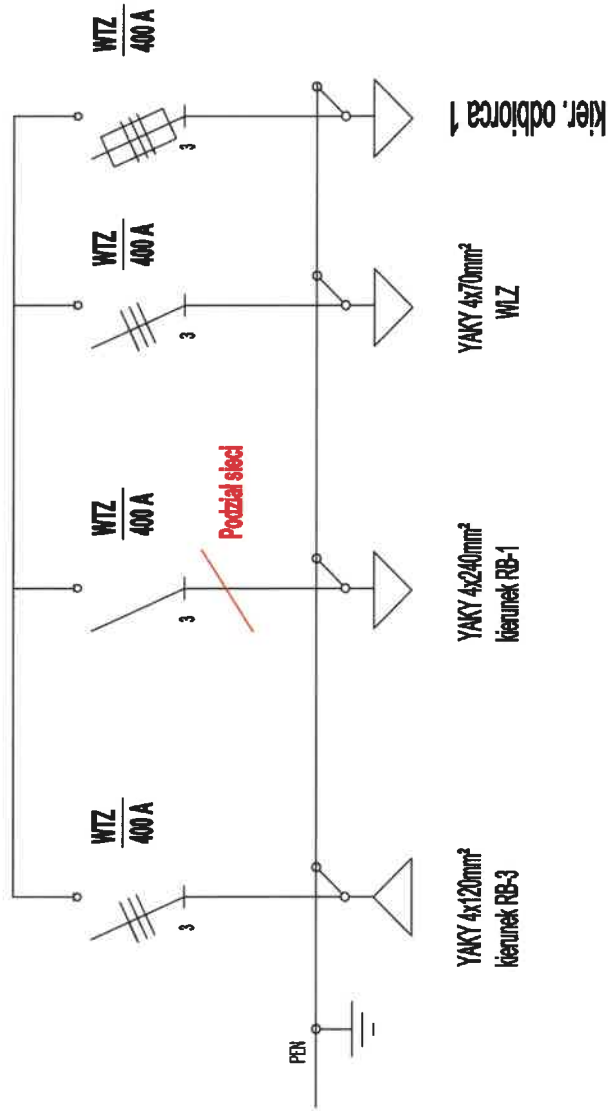 WTZ
400 A
3
WTZ
400 A
3
Podział sieci
WTZ
400 A
3
WTZ
400 A
3
PEN
YAKY 4x120mm²
kierunek RB-3
YAKY 4x240mm²
kierunek RB-1
YAKY 4x70mm²
WLZ
kier. odbiorca 1